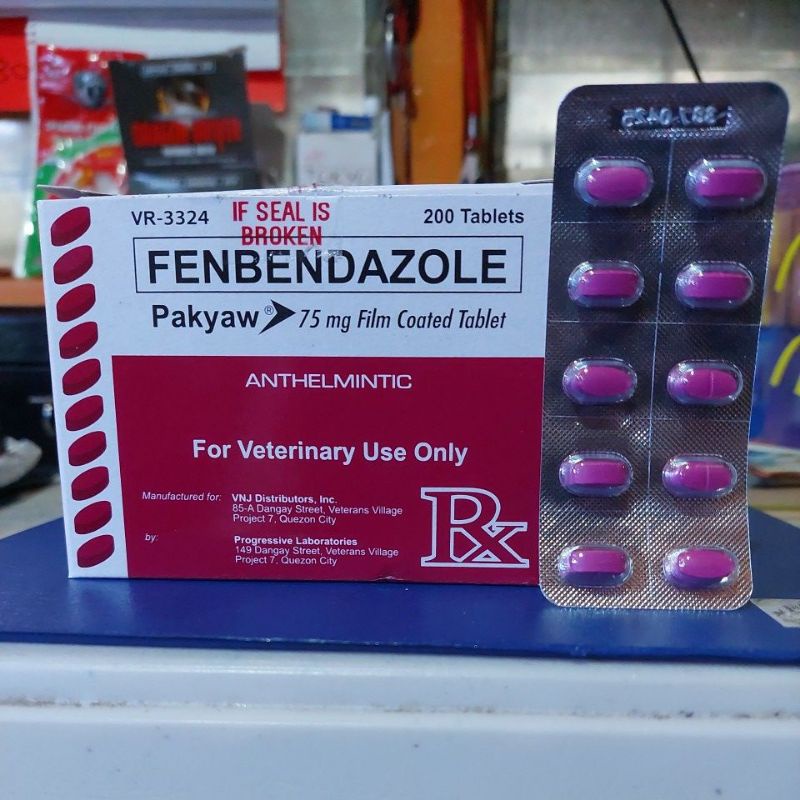 VR-3324
IF SEAL IS
BROKEN
200 Tablets
FENBENDAZOLE
Pakyaw® 75 mg Film Coated Tablet
ANTHELMINTIC
For Veterinary Use Only
Manufactured for: VNJ Distributors, Inc.
85-A Dangay Street, Veterans Village
Project 7, Quezon City
by: Progressive Laboratories
149 Dangay Street, Veterans Village
Project 7, Quezon City
Rx